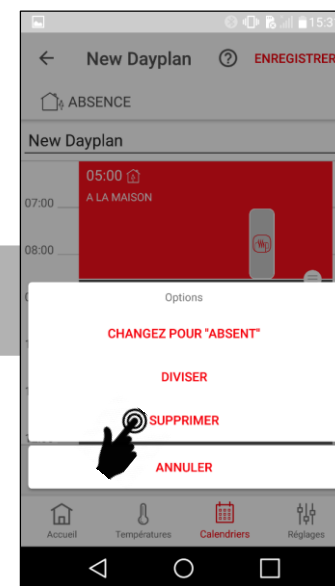 15:3
New Dayplan
ENREGISTRER
ABSENCE
New Dayplan
05:00
A LA MAISON
07:00
08:00
Options
CHANGEZ POUR "ABSENT"
DIVISER
SUPPRIMER
ANNULER
Accueil
Températures
Calendriers
Réglages